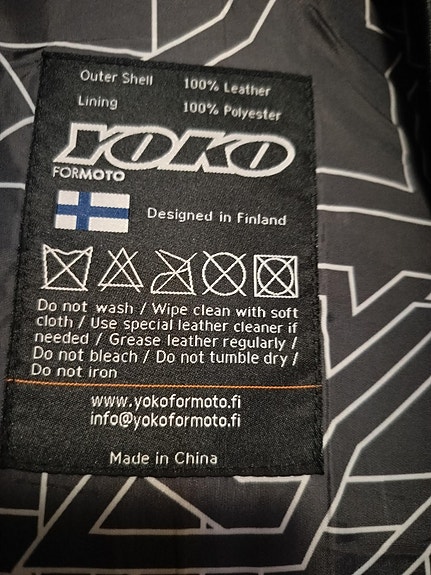 Outer Shell 100% Leather
Lining 100% Polyester
YOKO
FORMOTO
Designed in Finland
Do not wash / Wipe clean with soft
cloth / Use special leather cleaner if
needed / Grease leather regularly /
Do not bleach / Do not tumble dry /
Do not iron
www.yokoformoto.fi
info@yokoformoto.fi
Made in China